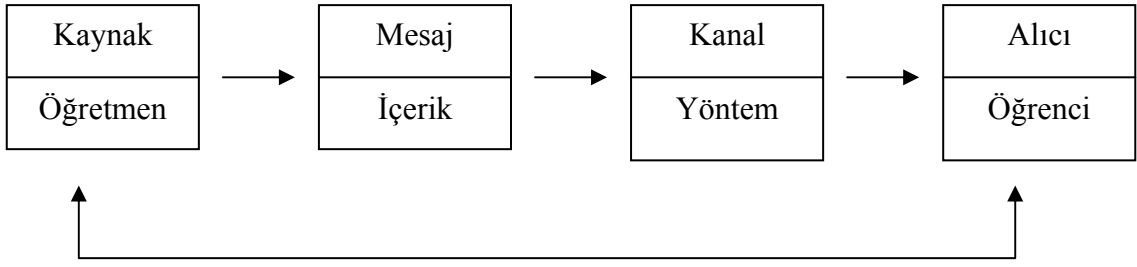 Kaynak
Öğretmen
Mesaj
İçerik
Kanal
Yöntem
Alıcı
Öğrenci